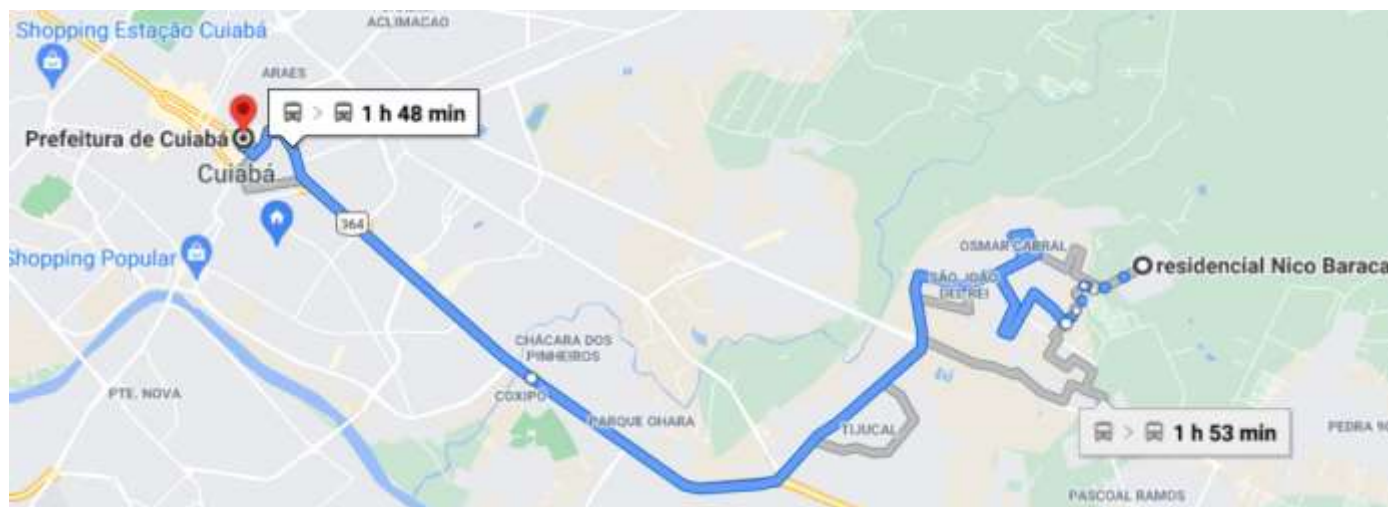 ACLIMACAO
Shopping Estação Cuiabá
ARAES
1 h 48 min
Prefeitura de Cuiabá
Cuiabá
364
Shopping Popular
OSMAR CABRAL
residencial Nico Baraca
SÃO JOÃO
DEL REI
CHÁCARA DOS
PINHEIROS
PTE. NOVA
COXIPÓ
PARQUE OHARA
TIJUCAL
1 h 53 min
PEDRA 90
PASCOAL RAMOS